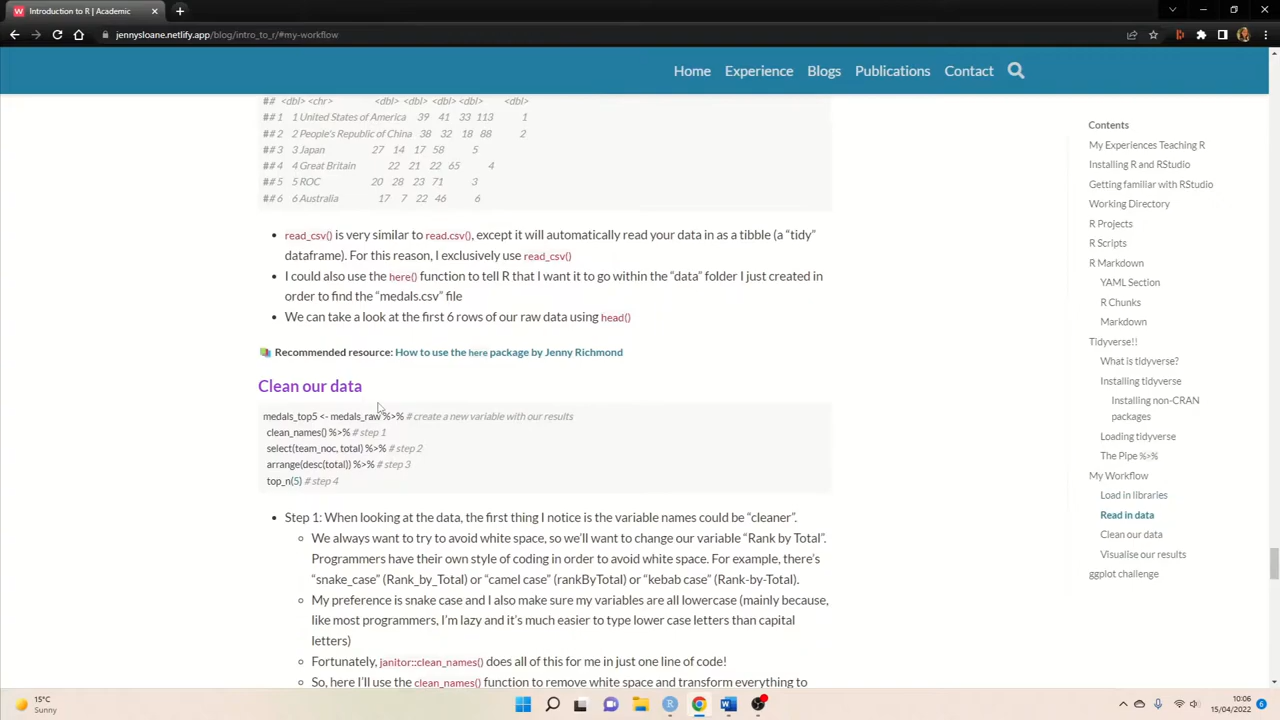 Introduction to R | Academic
jennysloane.netlify.app/blog/intro_to_r/#my-workflow
Home Experience Blogs Publications Contact
## <dbl> <chr> <dbl> <dbl> <dbl> <dbl> <dbl>
## 1 1 United States of America 39 41 33 113 1
## 2 2 People's Republic of China 38 32 18 88 2
## 3 3 Japan 27 14 17 58 5
## 4 4 Great Britain 22 21 22 65 4
## 5 5 ROC 20 28 23 71 3
## 6 6 Australia 17 7 22 46 6
read_csv() is very similar to read.csv(), except it will automatically read your data in as a tibble (a “tidy”
dataframe). For this reason, I exclusively use read_csv()
I could also use the here() function to tell R that I want it to go within the “data” folder I just created in
order to find the “medals.csv” file
We can take a look at the first 6 rows of our raw data using head()
Recommended resource: How to use the here package by Jenny Richmond
Clean our data
medals_top5 <- medals_raw %>% # create a new variable with our results
clean_names() %>% # step 1
select(team_noc, total) %>% # step 2
arrange(desc(total)) %>% # step 3
top_n(5) # step 4
Step 1: When looking at the data, the first thing I notice is the variable names could be “cleaner”.
We always want to try to avoid white space, so we’ll want to change our variable “Rank by Total”.
Programmers have their own style of coding in order to avoid white space. For example, there’s
“snake_case” (Rank_by_Total) or “camel case” (rankByTotal) or “kebab case” (Rank-by-Total).
My preference is snake case and I also make sure my variables are all lowercase (mainly because,
like most programmers, I’m lazy and it’s much easier to type lower case letters than capital
letters)
Fortunately, janitor::clean_names() does all of this for me in just one line of code!
So, here I’ll use the clean_names() function to remove white space and transform everything to
Contents
My Experiences Teaching R
Installing R and RStudio
Getting familiar with RStudio
Working Directory
R Projects
R Scripts
R Markdown
YAML Section
R Chunks
Markdown
Tidyverse!!
What is tidyverse?
Installing tidyverse
Installing non-CRAN
packages
Loading tidyverse
The Pipe %>%
My Workflow
Load in libraries
Read in data
Clean our data
Visualise our results
ggplot challenge
15°C
Sunny
10:06
15/04/2022
6